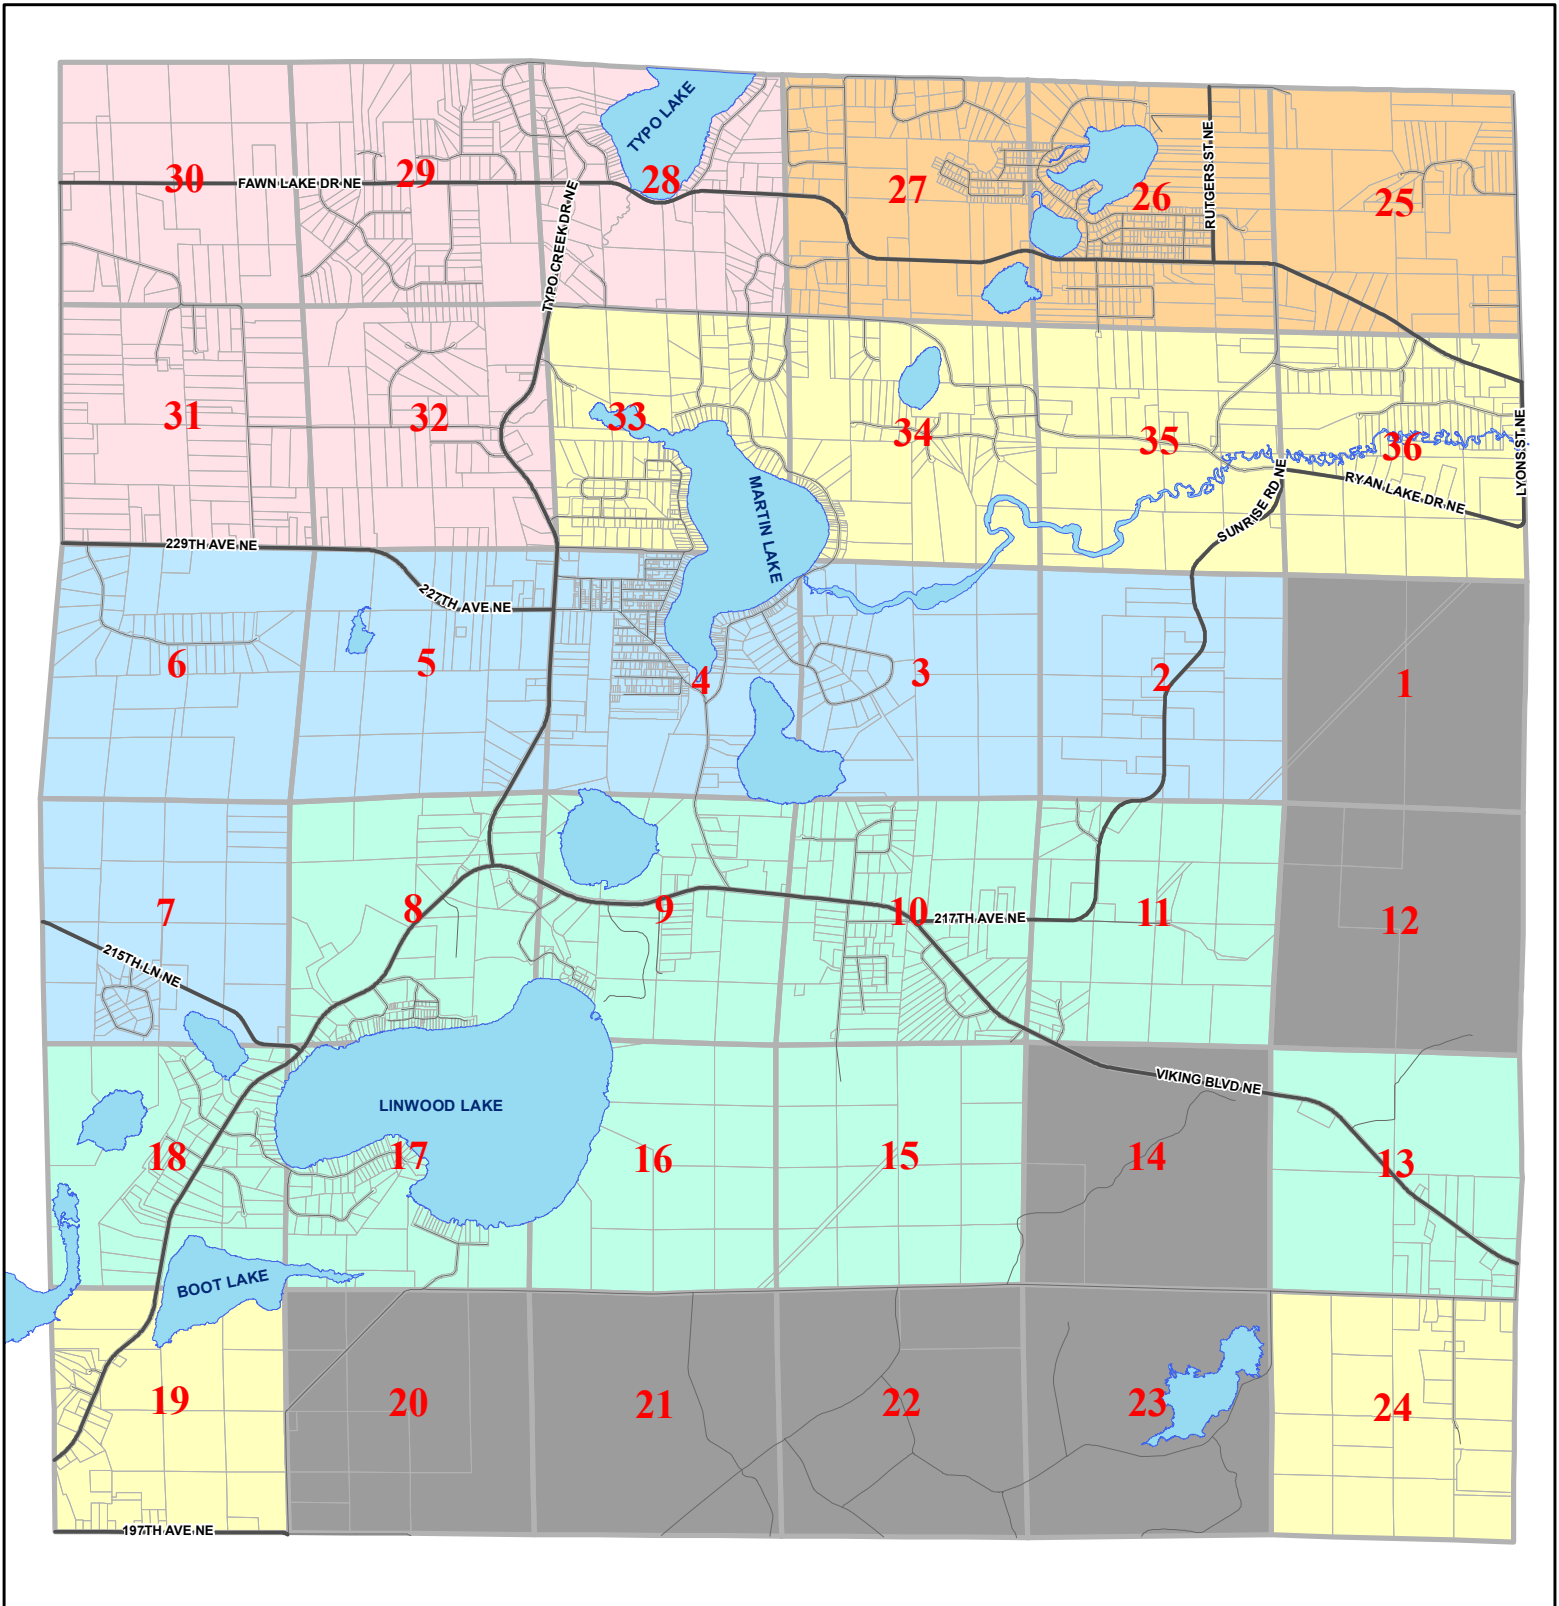 TYPO LAKE
RUTGERS ST NE
30
FAWN LAKE DR NE
29
28
27
26
25
TYPO CREEK DR NE
31
32
33
34
35
36
LYONS ST NE
RYAN LAKE DR NE
SUNRISE RD NE
MARTIN LAKE
229TH AVE NE
227TH AVE NE
6
5
4
3
2
1
7
8
9
10
217TH AVE NE
11
12
215TH LN NE
VIKING BLVD NE
LINWOOD LAKE
18
17
16
15
14
13
BOOT LAKE
19
20
21
22
23
24
197TH AVE NE